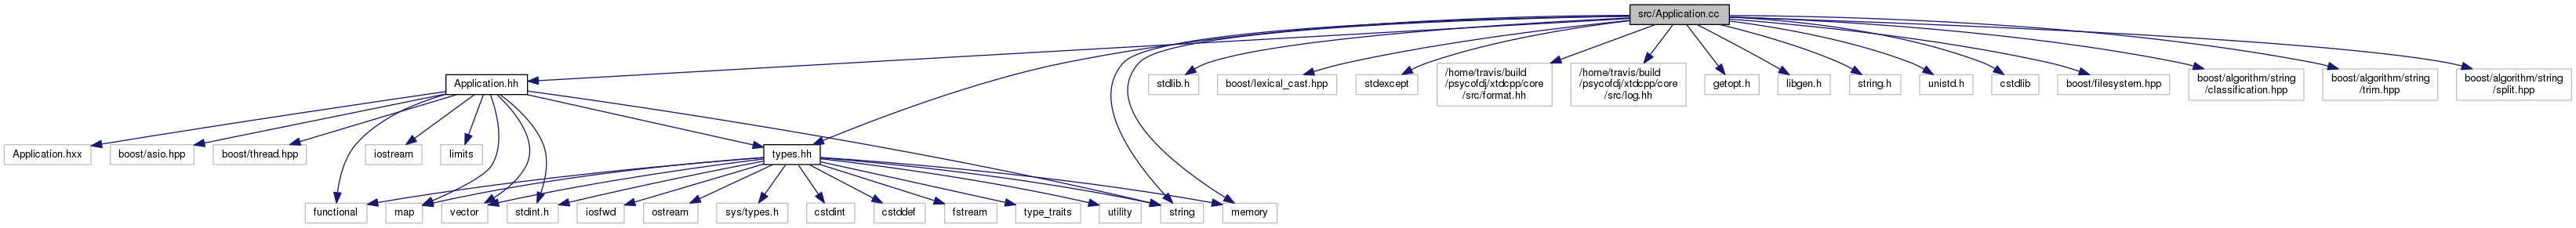 src/Application.cc
Application.hh
stdlib.h
boost/lexical_cast.hpp
stdexcept
/home/travis/build
/psycofdj/xtdcpp/core
/src/format.hh
/home/travis/build
/psycofdj/xtdcpp/core
/src/log.hh
getopt.h
libgen.h
string.h
unistd.h
cstdlib
boost/filesystem.hpp
boost/algorithm/string
/classification.hpp
boost/algorithm/string
/trim.hpp
boost/algorithm/string
/split.hpp
Application.hxx
boost/asio.hpp
boost/thread.hpp
iostream
limits
types.hh
functional
map
vector
stdint.h
iosfwd
ostream
sys/types.h
cstdint
cstddef
fstream
type_traits
utility
string
memory